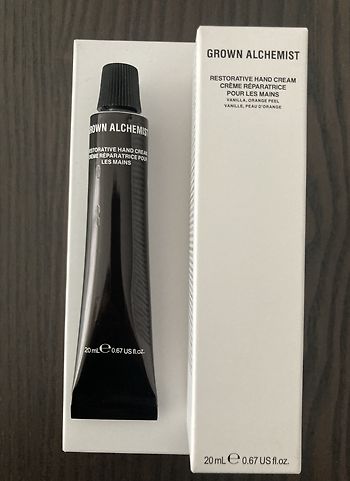 GROWN ALCHEMIST
RESTORATIVE HAND CREAM
CRÈME RÉPARATRICE POUR
LES MAINS
20 mL ℮ 0.67 US fl.oz.
GROWN ALCHEMIST
RESTORATIVE HAND CREAM
CRÈME RÉPARATRICE
POUR LES MAINS
VANILLA, ORANGE PEEL
VANILLE, PEAU D'ORANGE
20 mL ℮ 0.67 US fl.oz.